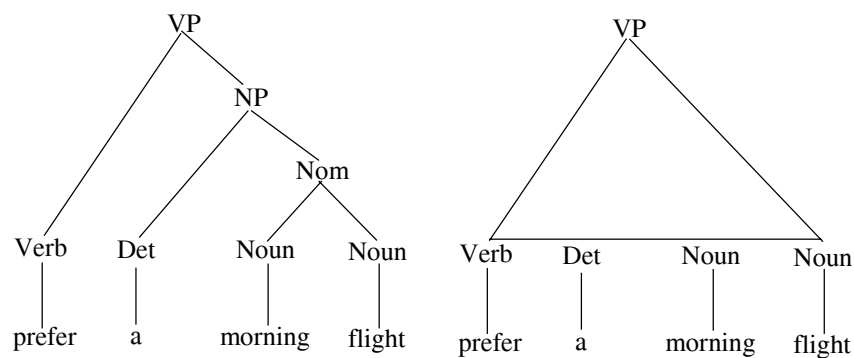 VP
NP
Nom
Verb Det Noun Noun
prefer a morning flight
VP
Verb Det Noun Noun
prefer a morning flight